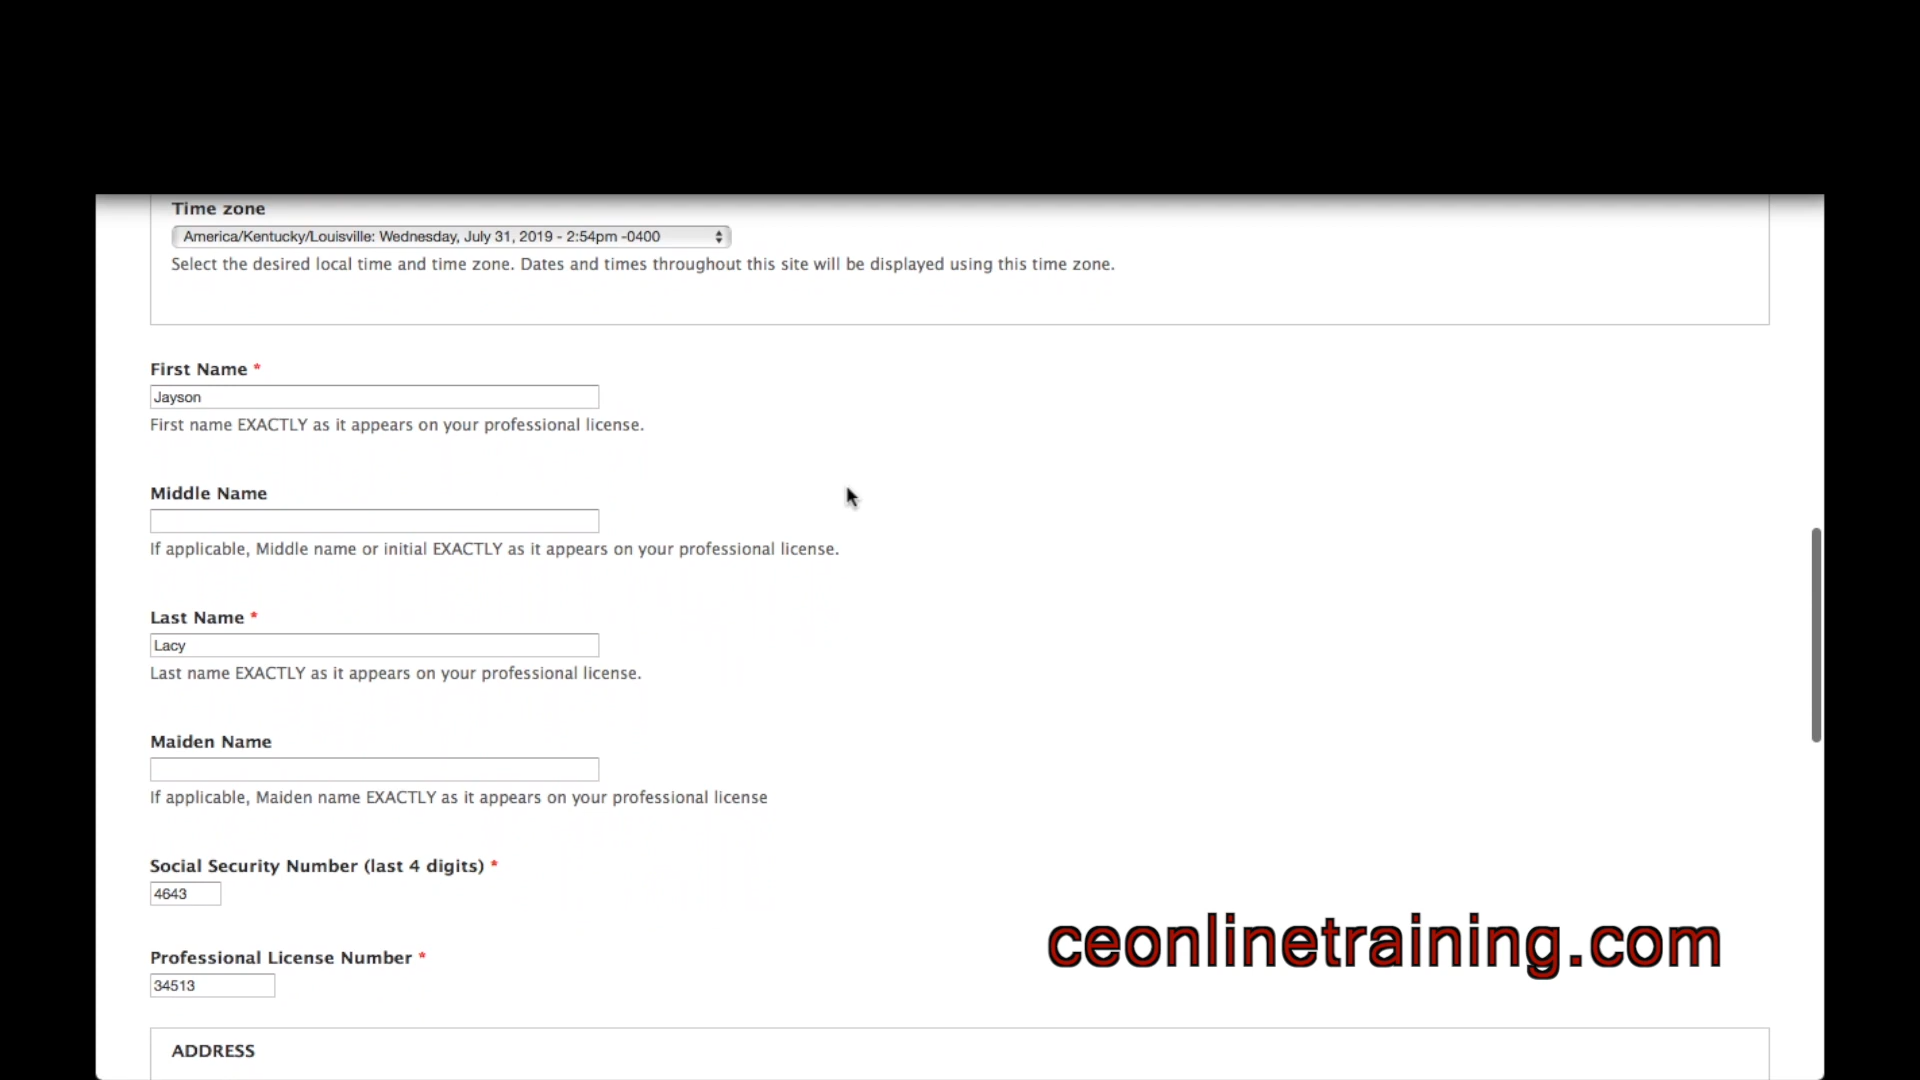 Time zone
America/Kentucky/Louisville: Wednesday, July 31, 2019 - 2:54pm -0400
Select the desired local time and time zone. Dates and times throughout this site will be displayed using this time zone.
First Name *
Jayson
First name EXACTLY as it appears on your professional license.
Middle Name
If applicable, Middle name or initial EXACTLY as it appears on your professional license.
Last Name *
Lacy
Last name EXACTLY as it appears on your professional license.
Maiden Name
If applicable, Maiden name EXACTLY as it appears on your professional license
Social Security Number (last 4 digits) *
4643
Professional License Number *
34513
ceonlinetraining.com
ADDRESS